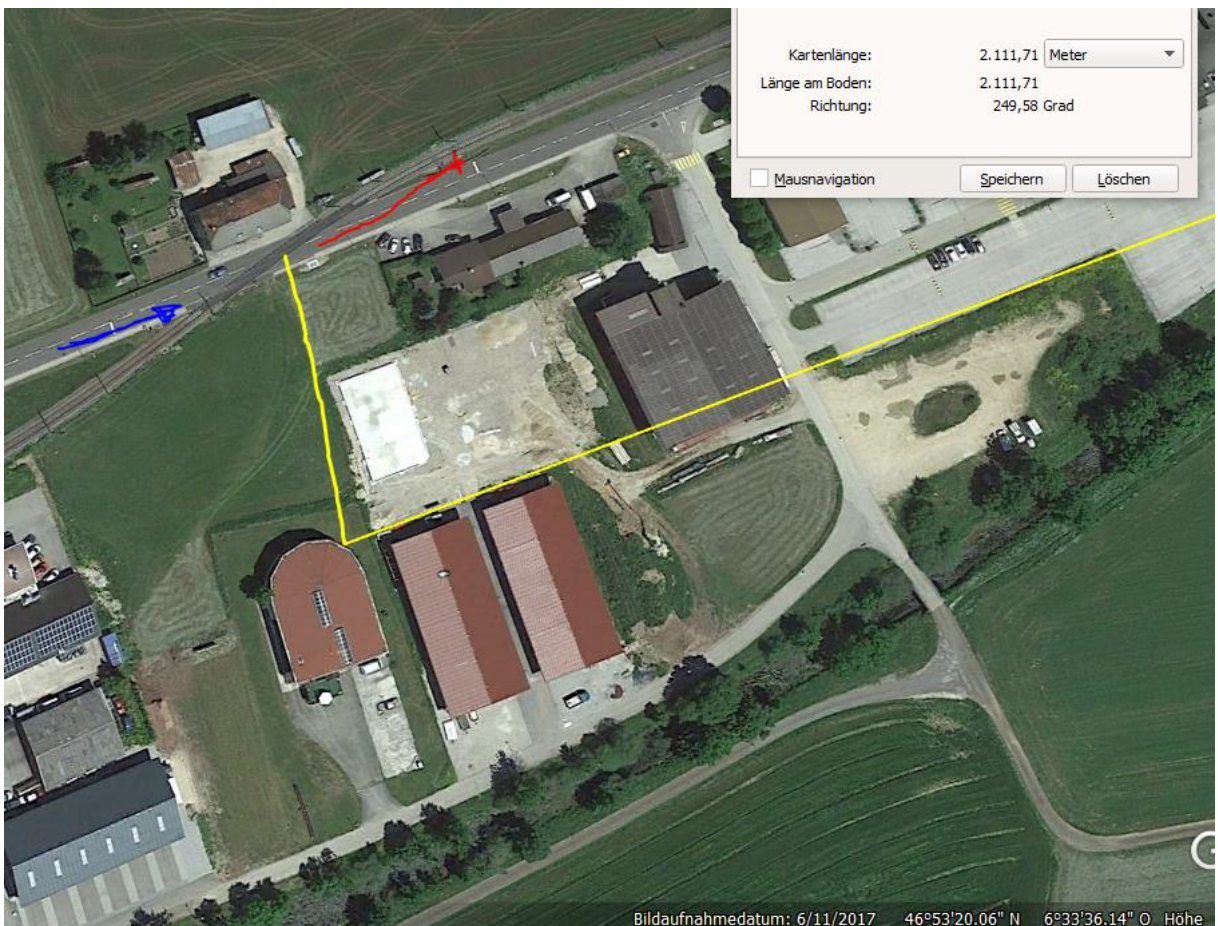 Kartenlänge: 2.111,71 Meter
Länge am Boden: 2.111,71
Richtung: 249,58 Grad
Mausnavigation Speichern Löschen
G
Bildaufnahmedatum: 6/11/2017 46°53'20.06" N 6°33'36.14" O Höhe